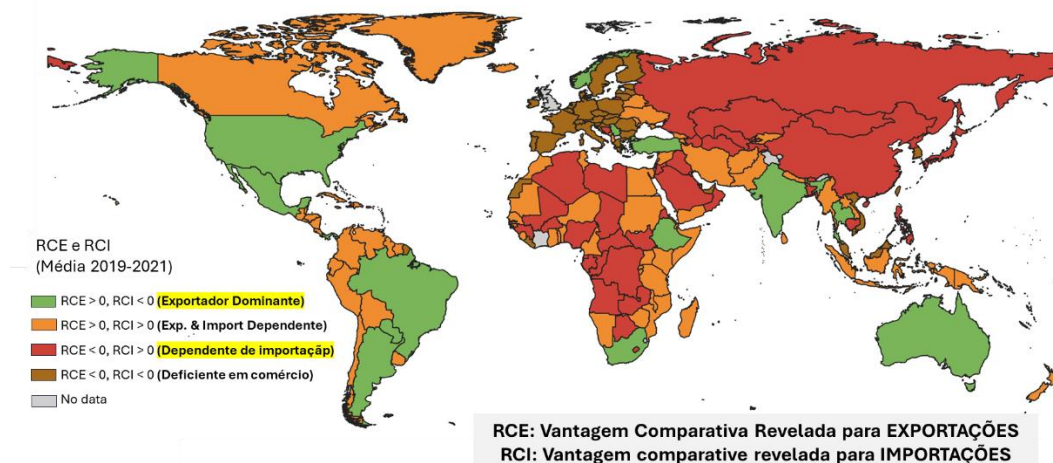 RCE e RCI
(Média 2019-2021)
RCE > 0, RCI < 0 (Exportador Dominante)
RCE > 0, RCI > 0 (Exp. & Import Dependente)
RCE < 0, RCI > 0 (Dependente de importaçãp)
RCE < 0, RCI < 0 (Deficiente em comércio)
No data
RCE: Vantagem Comparativa Revelada para EXPORTAÇÕES
RCI: Vantagem comparative revelada para IMPORTAÇÕES